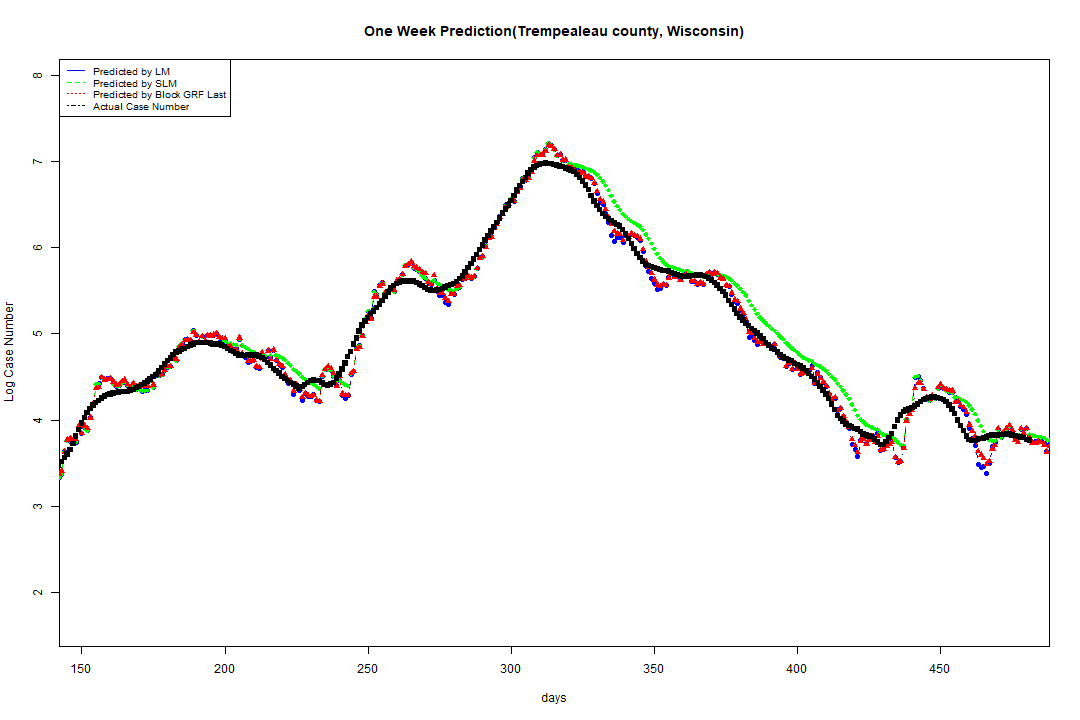 One Week Prediction(Trempealeau county, Wisconsin)
Predicted by LM
Predicted by SLM
Predicted by Block GRF Last
Actual Case Number
8
7
6
5
4
3
2
Log Case Number
150 200 250 300 350 400 450
days